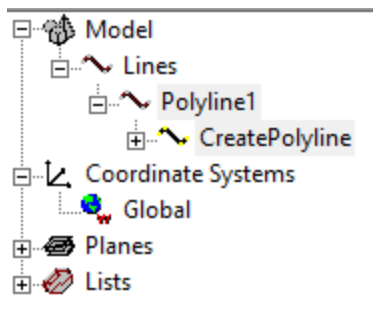 Model
Lines
Polyline1
CreatePolyline
Coordinate Systems
Global
Planes
Lists